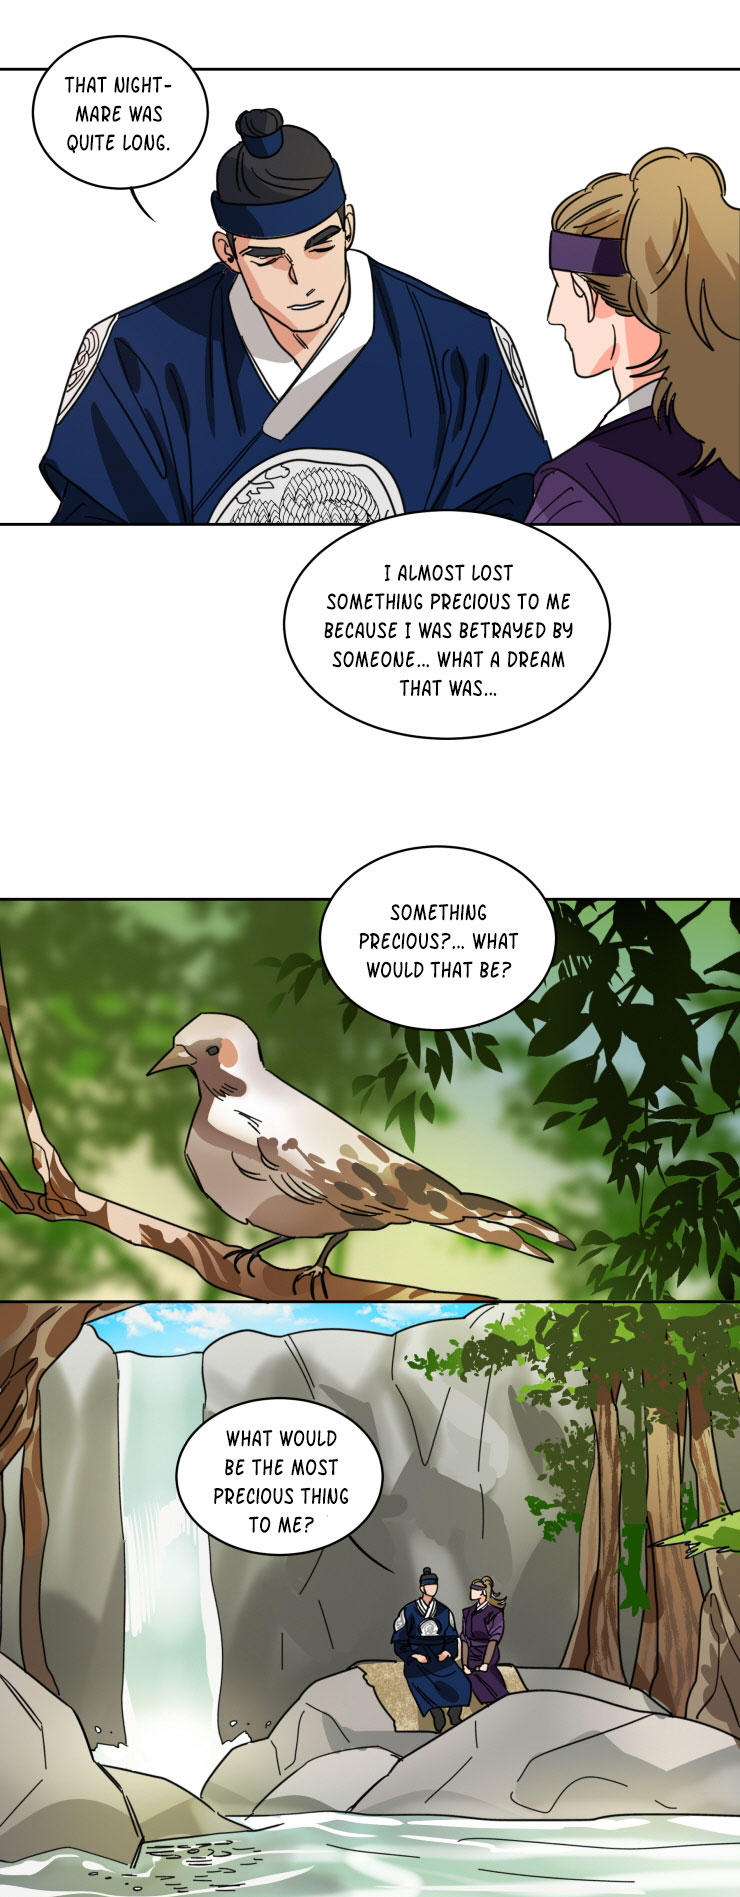 THAT NIGHT-
MARE WAS
QUITE LONG.
I ALMOST LOST
SOMETHING PRECIOUS TO ME
BECAUSE I WAS BETRAYED BY
SOMEONE... WHAT A DREAM
THAT WAS...
SOMETHING
PRECIOUS?... WHAT
WOULD THAT BE?
WHAT WOULD
BE THE MOST
PRECIOUS THING
TO ME?